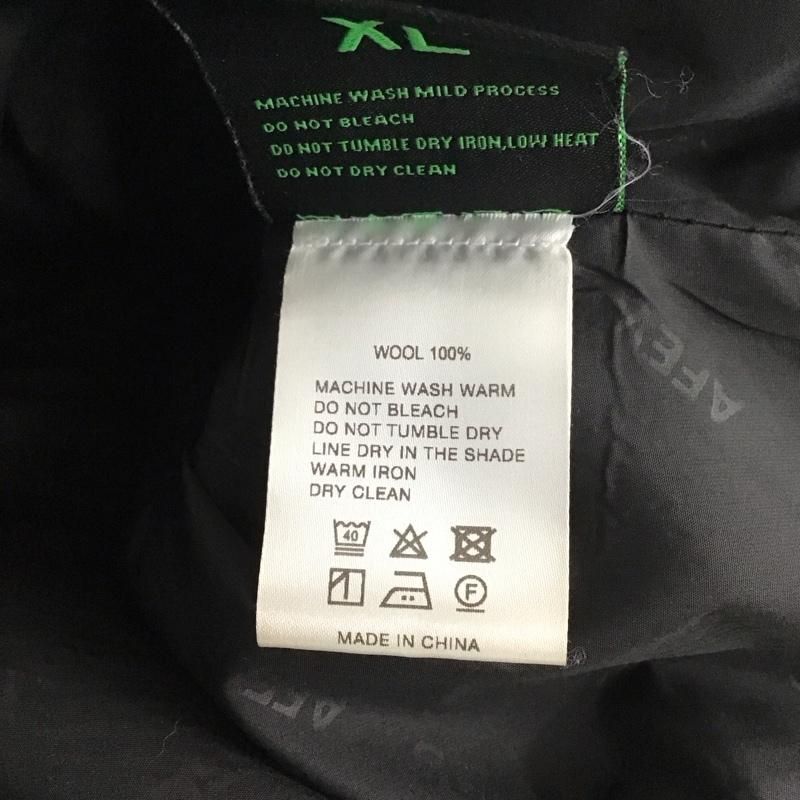 XL
MACHINE WASH MILD PROCESS
DO NOT BLEACH
DO NOT TUMBLE DRY IRON,LOW HEAT
DO NOT DRY CLEAN
WOOL 100%
MACHINE WASH WARM
DO NOT BLEACH
DO NOT TUMBLE DRY
LINE DRY IN THE SHADE
WARM IRON
DRY CLEAN
40
F
MADE IN CHINA